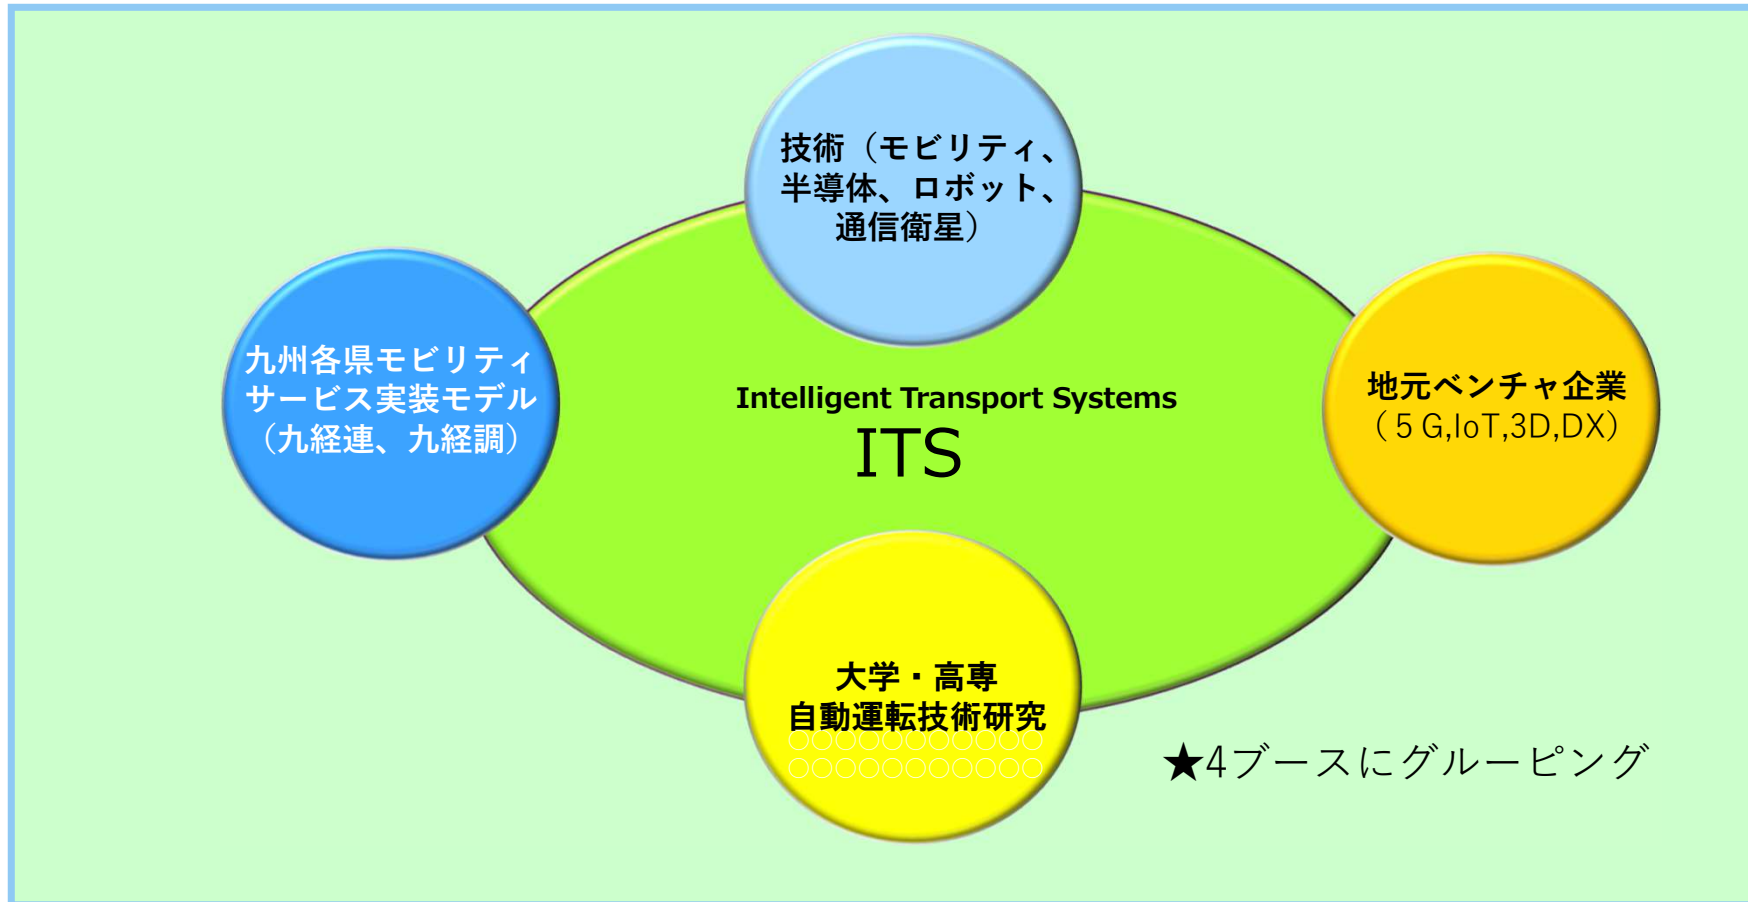 技術（モビリティ、
半導体、ロボット、
通信衛星）
九州各県モビリティ
サービス実装モデル
（九経連、九経調）
Intelligent Transport Systems
ITS
地元ベンチャ企業
（５G,IoT,3D,DX）
大学・高専
自動運転技術研究
○○○○○○○○○○○
○○○○○○○○○○○
★4ブースにグルーピング